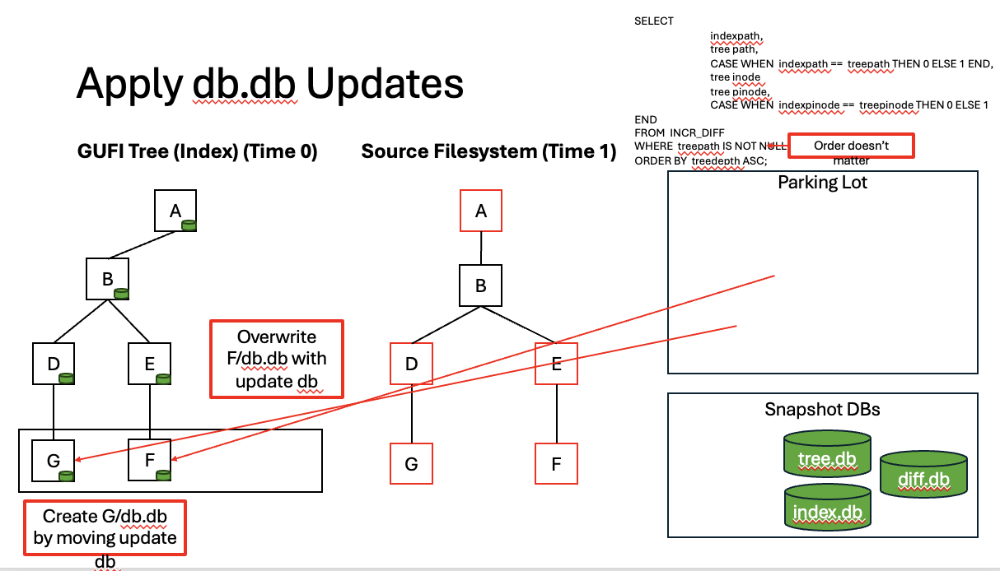 SELECT
indexpath,
tree path,
CASE WHEN indexpath == treepath THEN 0 ELSE 1 END,
tree inode
tree pinode,
CASE WHEN indexpinode == treepinode THEN 0 ELSE 1
END
FROM INCR_DIFF
WHERE treepath IS NOT NULL
ORDER BY treedepth ASC;
Order doesn't
matter
Apply db.db Updates
GUFI Tree (Index) (Time 0)
Source Filesystem (Time 1)
Parking Lot
A
B
D
E
G
F
A
B
D
E
G
F
Overwrite
F/db.db with
update db
Create G/db.db
by moving update
db
Snapshot DBs
tree.db
diff.db
index.db